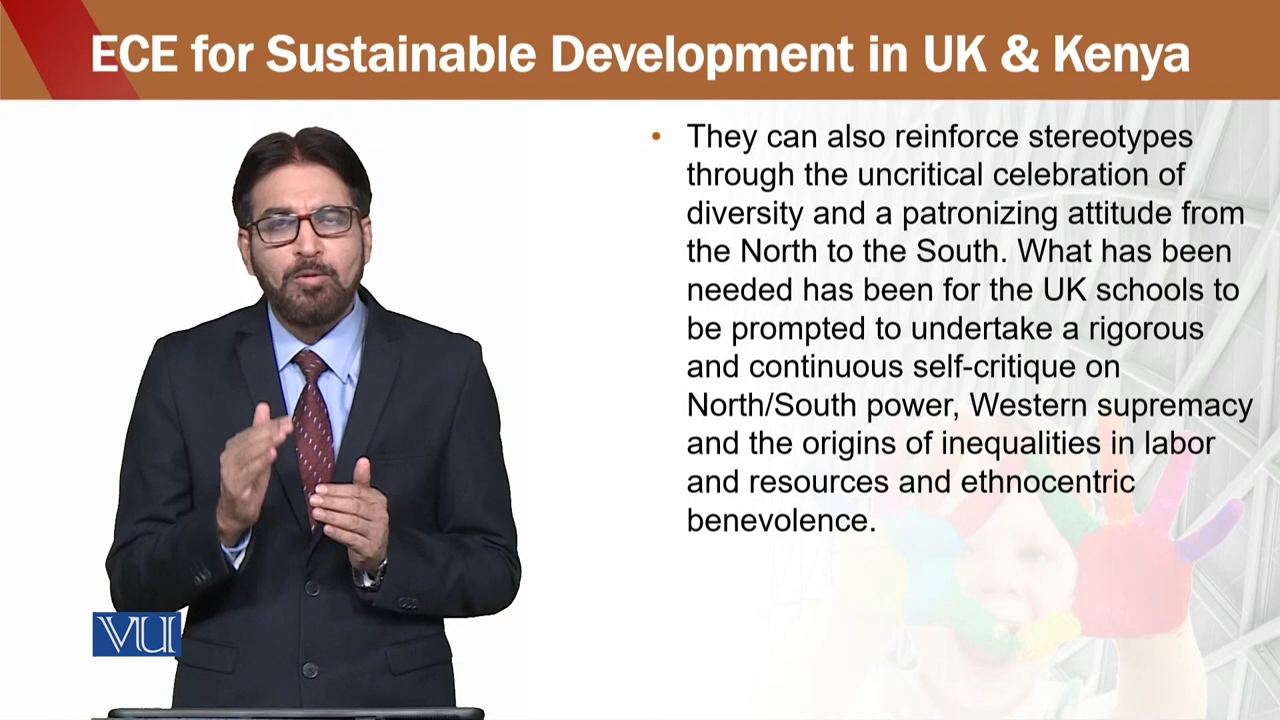 ECE for Sustainable Development in UK & Kenya
• They can also reinforce stereotypes
through the uncritical celebration of
diversity and a patronizing attitude from
the North to the South. What has been
needed has been for the UK schools to
be prompted to undertake a rigorous
and continuous self-critique on
North/South power, Western supremacy
and the origins of inequalities in labor
and resources and ethnocentric
benevolence.
VU